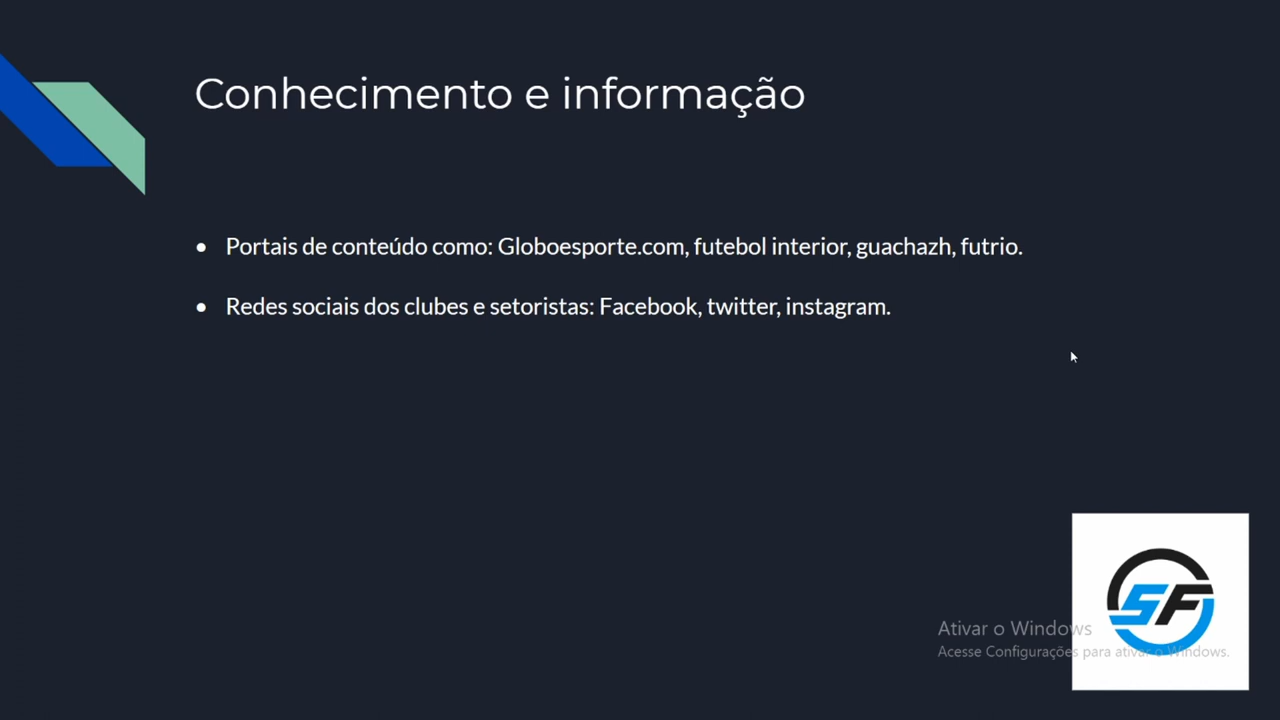 Conhecimento e informação
Portais de conteúdo como: Globoesporte.com, futebol interior, guachazh, futrio.
Redes sociais dos clubes e setoristas: Facebook, twitter, instagram.
SF
Ativar o Windows
Acesse Configurações para ativar o Windows.